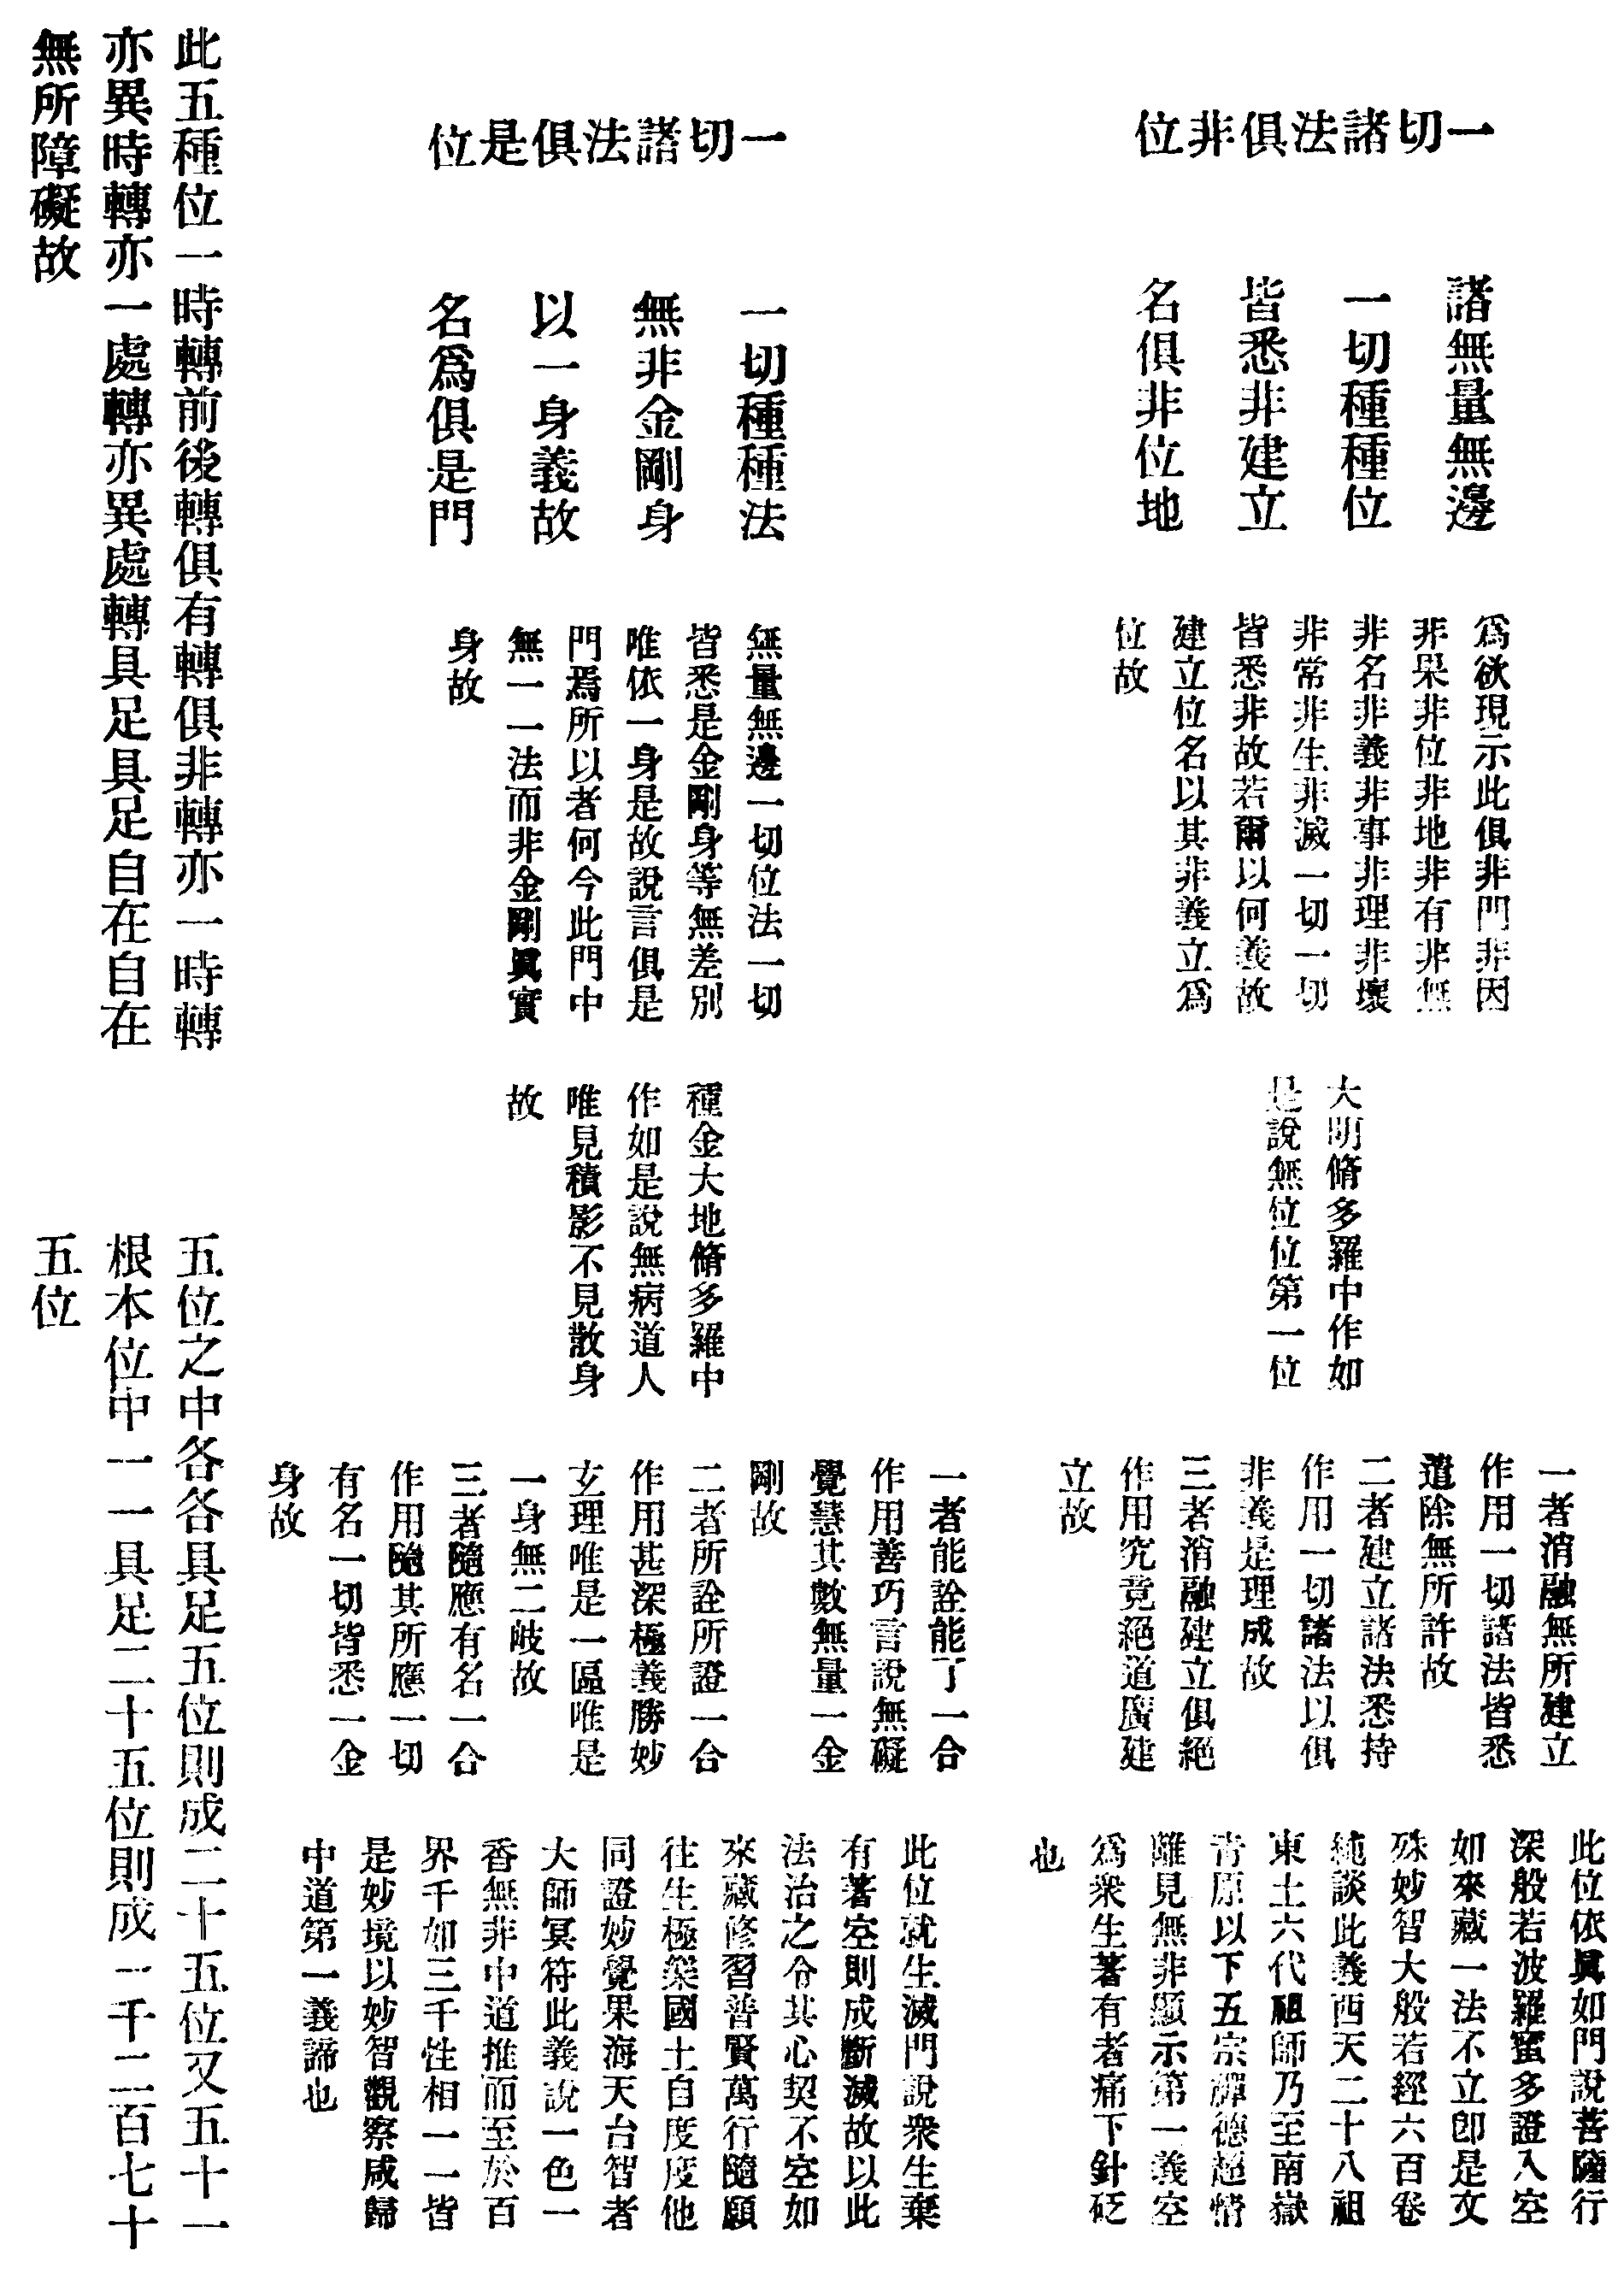 一切諸法俱非位
諸無量無邊
一切種種位
皆悉非建立
名俱非位地
爲欲現示此俱非門非因
非果非位非地非有非無
非名非義非事非理非壞
非常非生非滅一切一切
皆悉非故若爾以何義故
建立位名以其非義立爲
位故
大明脩多羅中作如
是說無位位第一位
一者消融無所建立
作用一切諸法皆悉
遣除無所許故
二者建立諸法悉持
作用一切諸法以俱
非義是理成故
三者消融建立俱絕
作用究竟絕道廣建
立故
此位依眞如門說菩薩行
深般若波羅蜜多證入空
如來藏一法不立卽是文
殊妙智大般若經六百卷
純談此義西天二十八祖
東土六代祖師乃至南嶽
青原以下五宗禪德超情
離見無非顯示第一義空
爲衆生著有者痛下針砭
也
一切諸法俱是位
一切種種法
無非金剛身
以一身義故
名爲俱是門
無量無邊一切位法一切
皆悉是金剛身等無差別
唯依一身是故說言俱是
門焉所以者何今此門中
無一一法而非金剛眞實
身故
種金大地脩多羅中
作如是說無病道人
唯見積影不見散身
故
一者能詮能了一合
作用善巧言說無礙
覺慧其數無量一金
剛故
二者所詮所證一合
作用甚深極義勝妙
玄理唯是一區唯是
一身無二岐故
三者隨應有名一合
作用隨其所應一切
有名一切皆悉一金
身故
此位就生滅門說衆生棄
有著空則成斷滅故以此
法治之令其心契不空如
來藏修習普賢萬行隨願
往生極樂國土自度度他
同證妙覺果海天台智者
大師冥符此義說一色一
香無非中道推而至於百
界千如三千性相一一皆
是妙境以妙智觀察咸歸
中道第一義諦也
此五種位一時轉前後轉俱有轉俱非轉亦一時轉
亦異時轉亦一處轉亦異處轉具足具足自在自在
無所障礙故
五位之中各各具足五位則成二十五位又五十一
根本位中一一具足二十五位則成一千二百七十
五位